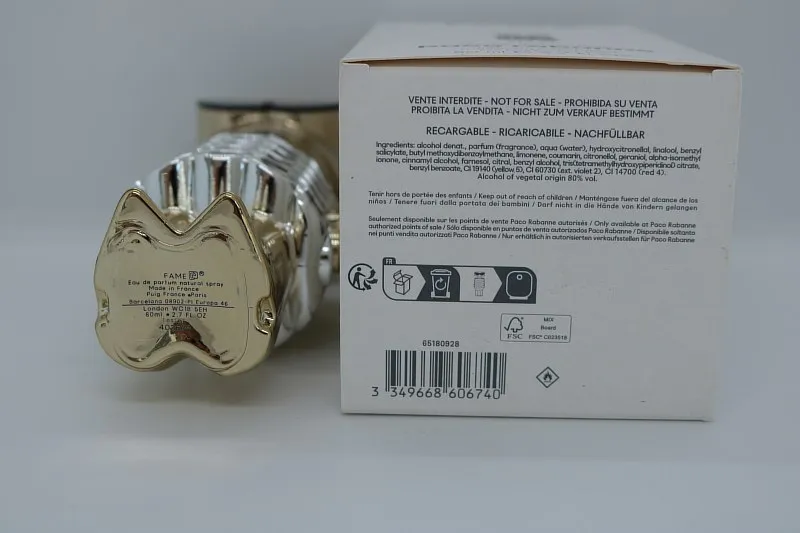 paco rabanne
VENTE INTERDITE - NOT FOR SALE - PROHIBIDA SU VENTA
PROIBITA LA VENDITA - NICHT ZUM VERKAUF BESTIMMT
RECARGABLE - RICARICABILE - NACHFÜLLBAR
Ingredients: alcohol denat., parfum (fragrance), aqua (water), hydroxycitronellal, linalool, benzyl
salicylate, butyl methoxydibenzoylmethane, limonene, coumarin, citronellol, geraniol, alpha-isomethyl
ionone, cinnamyl alcohol, farnesol, citral, benzyl alcohol, tris(tetramethylhydroxypiperidinol) citrate,
benzyl benzoate, CI 19140 (yellow 5), CI 60730 (ext. violet 2), CI 14700 (red 4).
Alcohol of vegetal origin 80% vol.
Tenir hors de portée des enfants / Keep out of reach of children / Manténgase fuera del alcance de los
niños / Tenere fuori dalla portata dei bambini / Darf nicht in die Hände von Kindern gelangen
Seulement disponible sur les points de vente Paco Rabanne autorisés / Only available at Paco Rabanne
authorized points of sale / Sólo disponible en puntos de venta autorizados Paco Rabanne / Disponibile soltanto
nei punti vendita autorizzati Paco Rabanne / Nur erhältlich in autorisierten verkaufsstellen für Paco Rabanne
FR
FSC
MIX
Board
FSC® C023518
65180928
3 349668 606740
FAME ®
Eau de parfum natural spray
Made in France
Puig France • Paris
Barcelona 08902-Pl. Europa 46
London WC1R 5EH
80ml • 2.7 FL.OZ